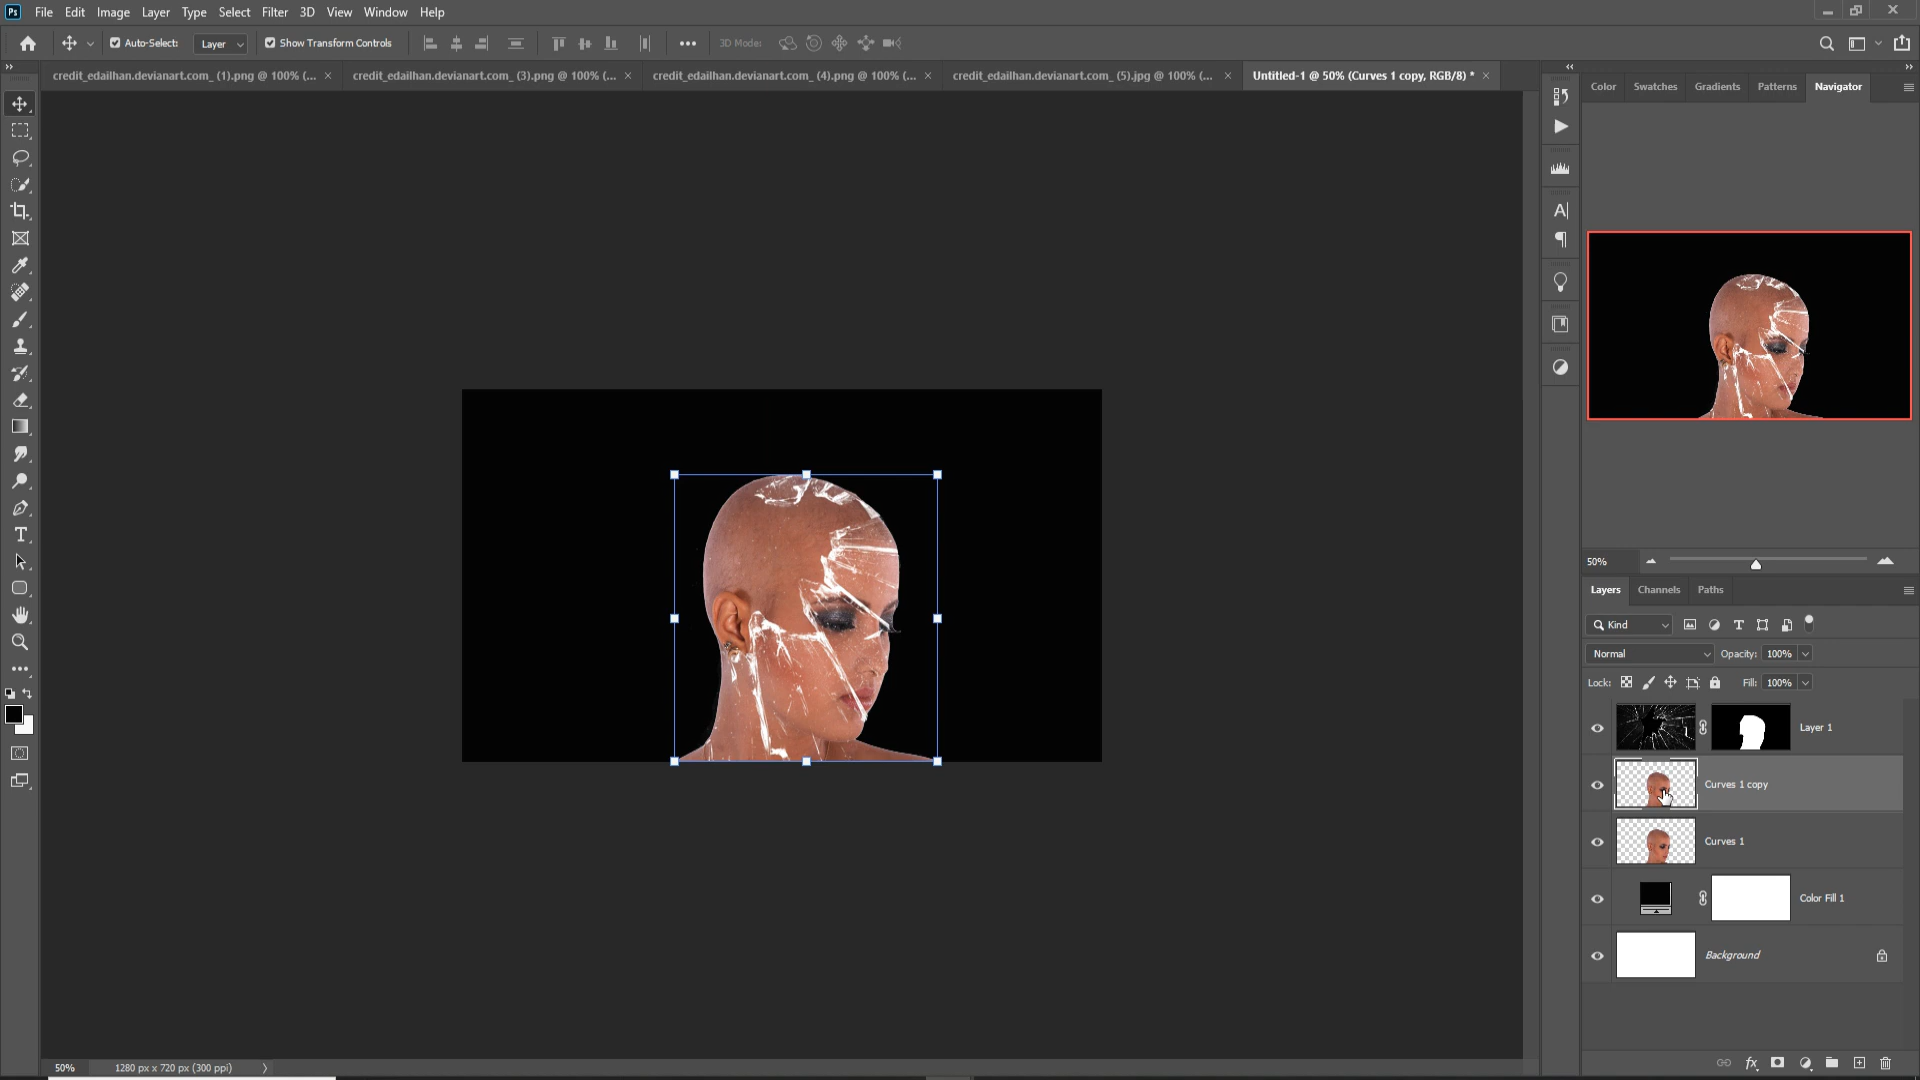 Ps File Edit Image Layer Type Select Filter 3D View Window Help
Auto-Select: Layer Show Transform Controls 3D Mode:
credit_edailhan.devianart.com_ (1).png @ 100% (... × credit_edailhan.devianart.com_ (3).png @ 100% (... × credit_edailhan.devianart.com_ (4).png @ 100% (... × credit_edailhan.devianart.com_ (5).jpg @ 100% (... × Untitled-1 @ 50% (Curves 1 copy, RGB/8) * ×
Color Swatches Gradients Patterns Navigator
50%
Layers Channels Paths
Kind
Normal Opacity: 100%
Lock: Fill: 100%
Layer 1
Curves 1 copy
Curves 1
Color Fill 1
Background
50% 1280 px x 720 px (300 ppi)